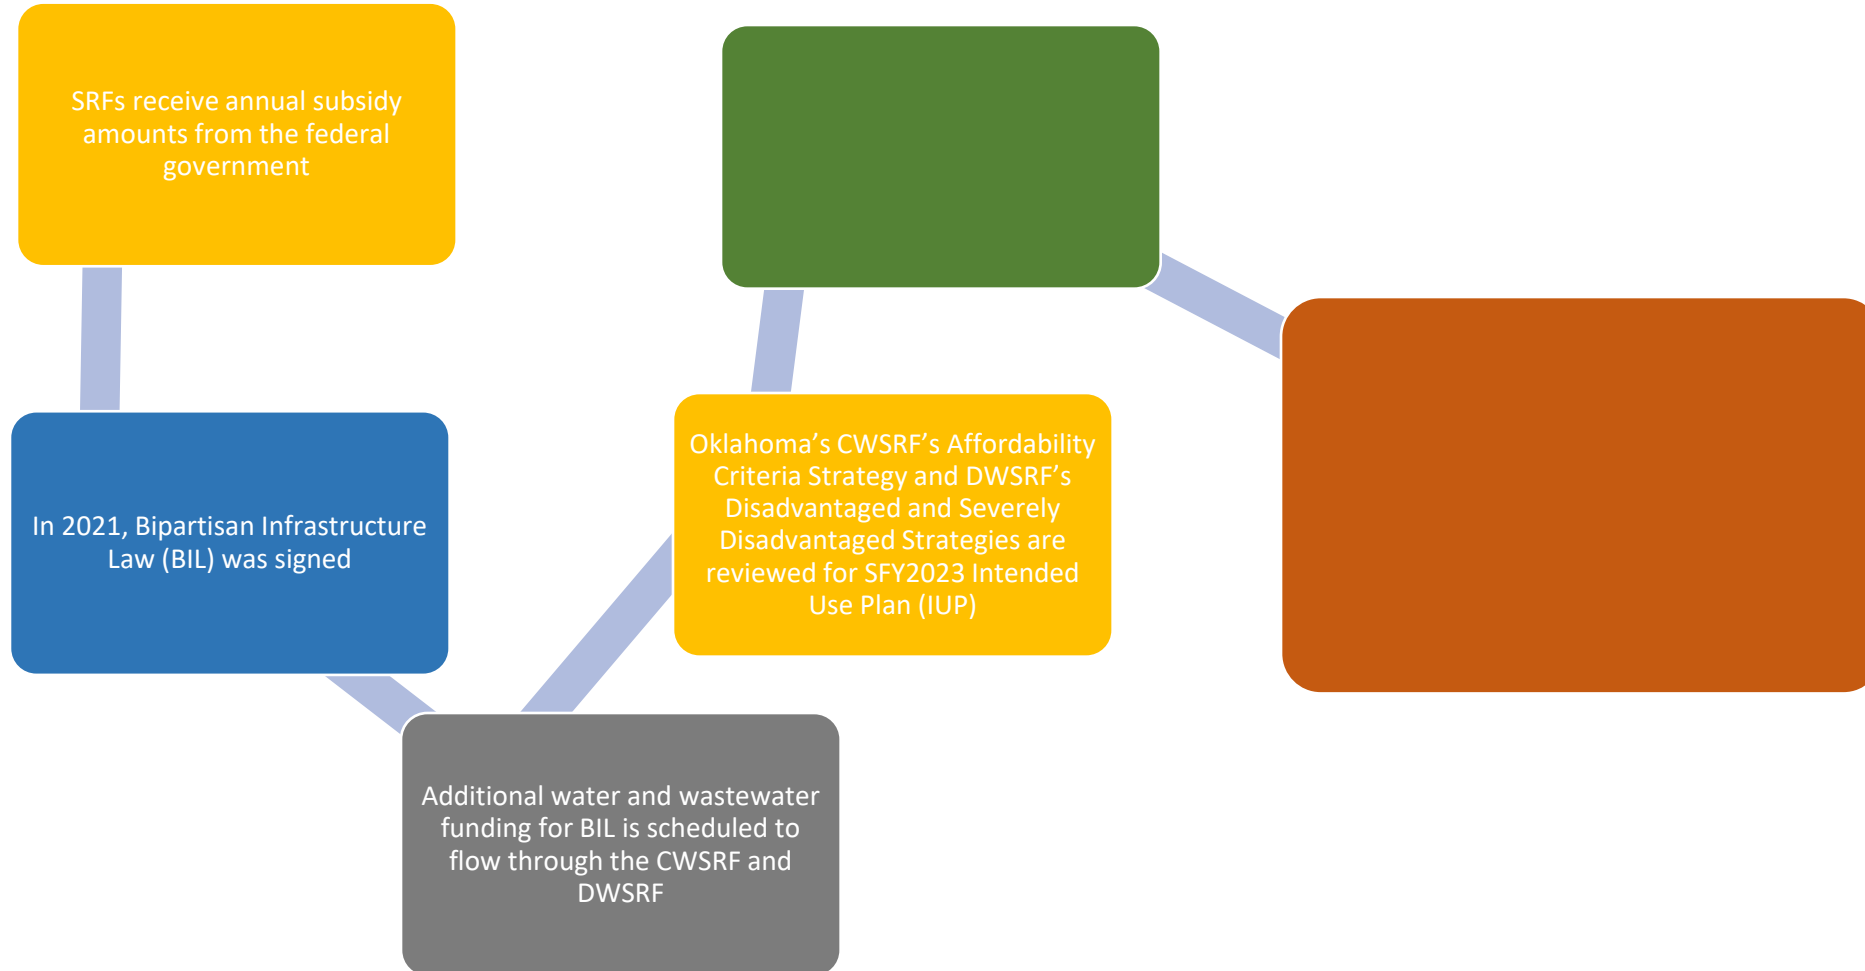 SRFs receive annual subsidy
amounts from the federal
government
In 2021, Bipartisan Infrastructure
Law (BIL) was signed
Additional water and wastewater
funding for BIL is scheduled to
flow through the CWSRF and
DWSRF
Oklahoma’s CWSRF’s Affordability
Criteria Strategy and DWSRF’s
Disadvantaged and Severely
Disadvantaged Strategies are
reviewed for SFY2023 Intended
Use Plan (IUP)